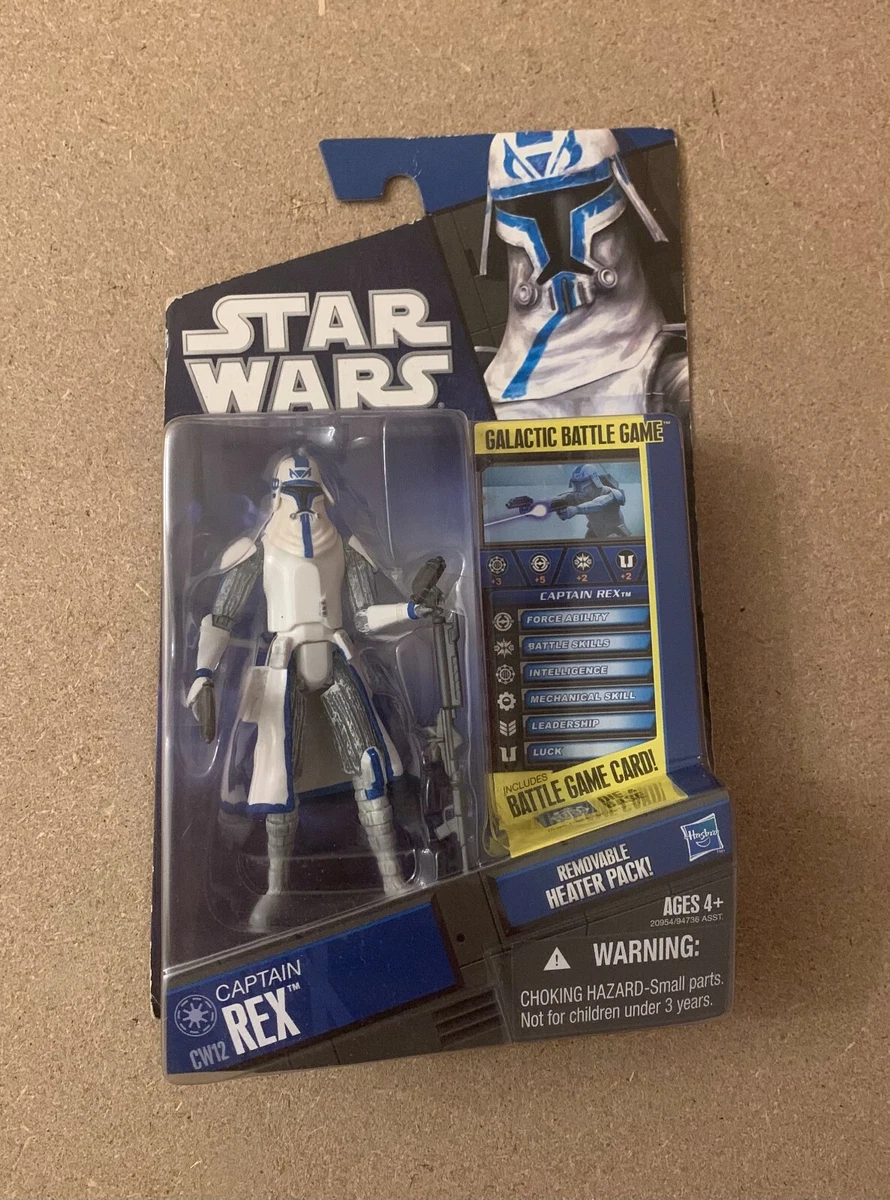 STAR
WARS
GALACTIC BATTLE GAME™
+3 +5 +2 +2
CAPTAIN REX™
FORCE ABILITY
BATTLE SKILLS
INTELLIGENCE
MECHANICAL SKILL
LEADERSHIP
LUCK
INCLUDES
BATTLE GAME CARD!
REMOVABLE
HEATER PACK!
Hasbro
AGES 4+
20954/94736 ASST.
WARNING:
CHOKING HAZARD-Small parts.
Not for children under 3 years.
CAPTAIN
REX™
CW12